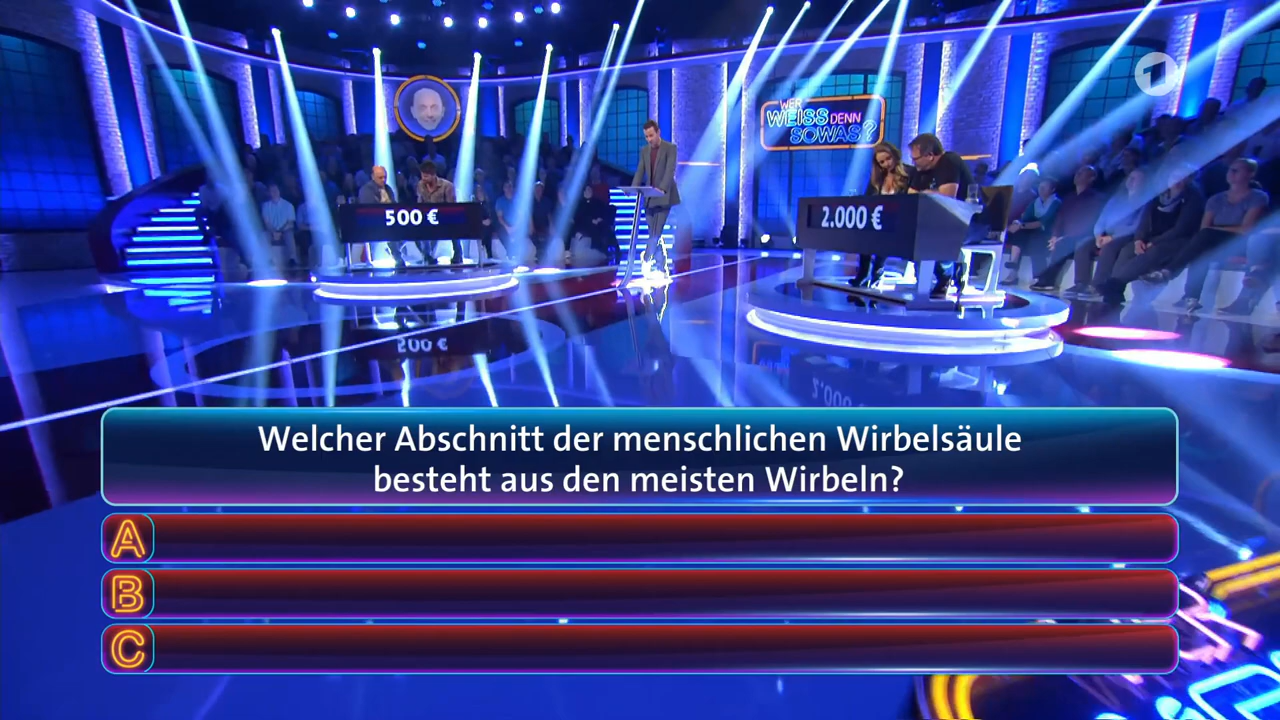 1
WER
WEISS DENN
SOWAS?
500 €
2.000 €
Welcher Abschnitt der menschlichen Wirbelsäule
besteht aus den meisten Wirbeln?
A
B
C